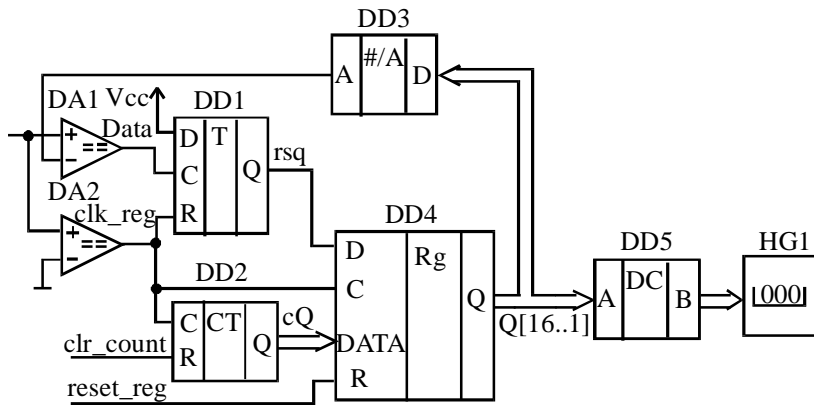 DD3
A #/A D
DA1
Vcc
DD1
Data
+
==
−
D T
C Q
R
rsq
DA2
clk_reg
+
==
−
DD4
D Rg
C Q
DATA
R
DD2
C CT Q
R
cQ
clr_count
reset_reg
Q[16..1]
DD5
A DC B
HG1
000